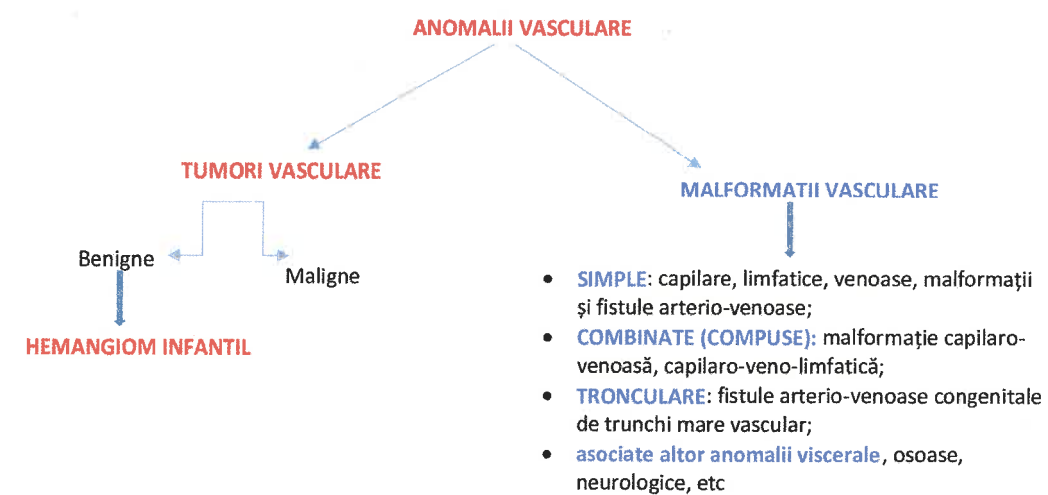 ANOMALII VASCULARE
TUMORI VASCULARE
Benigne
Maligne
HEMANGIOM INFANTIL
MALFORMATII VASCULARE
• SIMPLE: capilare, limfatice, venoase, malformații
și fistule arterio-venoase;
• COMBINATE (COMPUSE): malformație capilaro-
venoasă, capilaro-veno-limfatică;
• TRONCULARE: fistule arterio-venoase congenitale
de trunchi mare vascular;
• asociate altor anomalii viscerale, osoase,
neurologice, etc